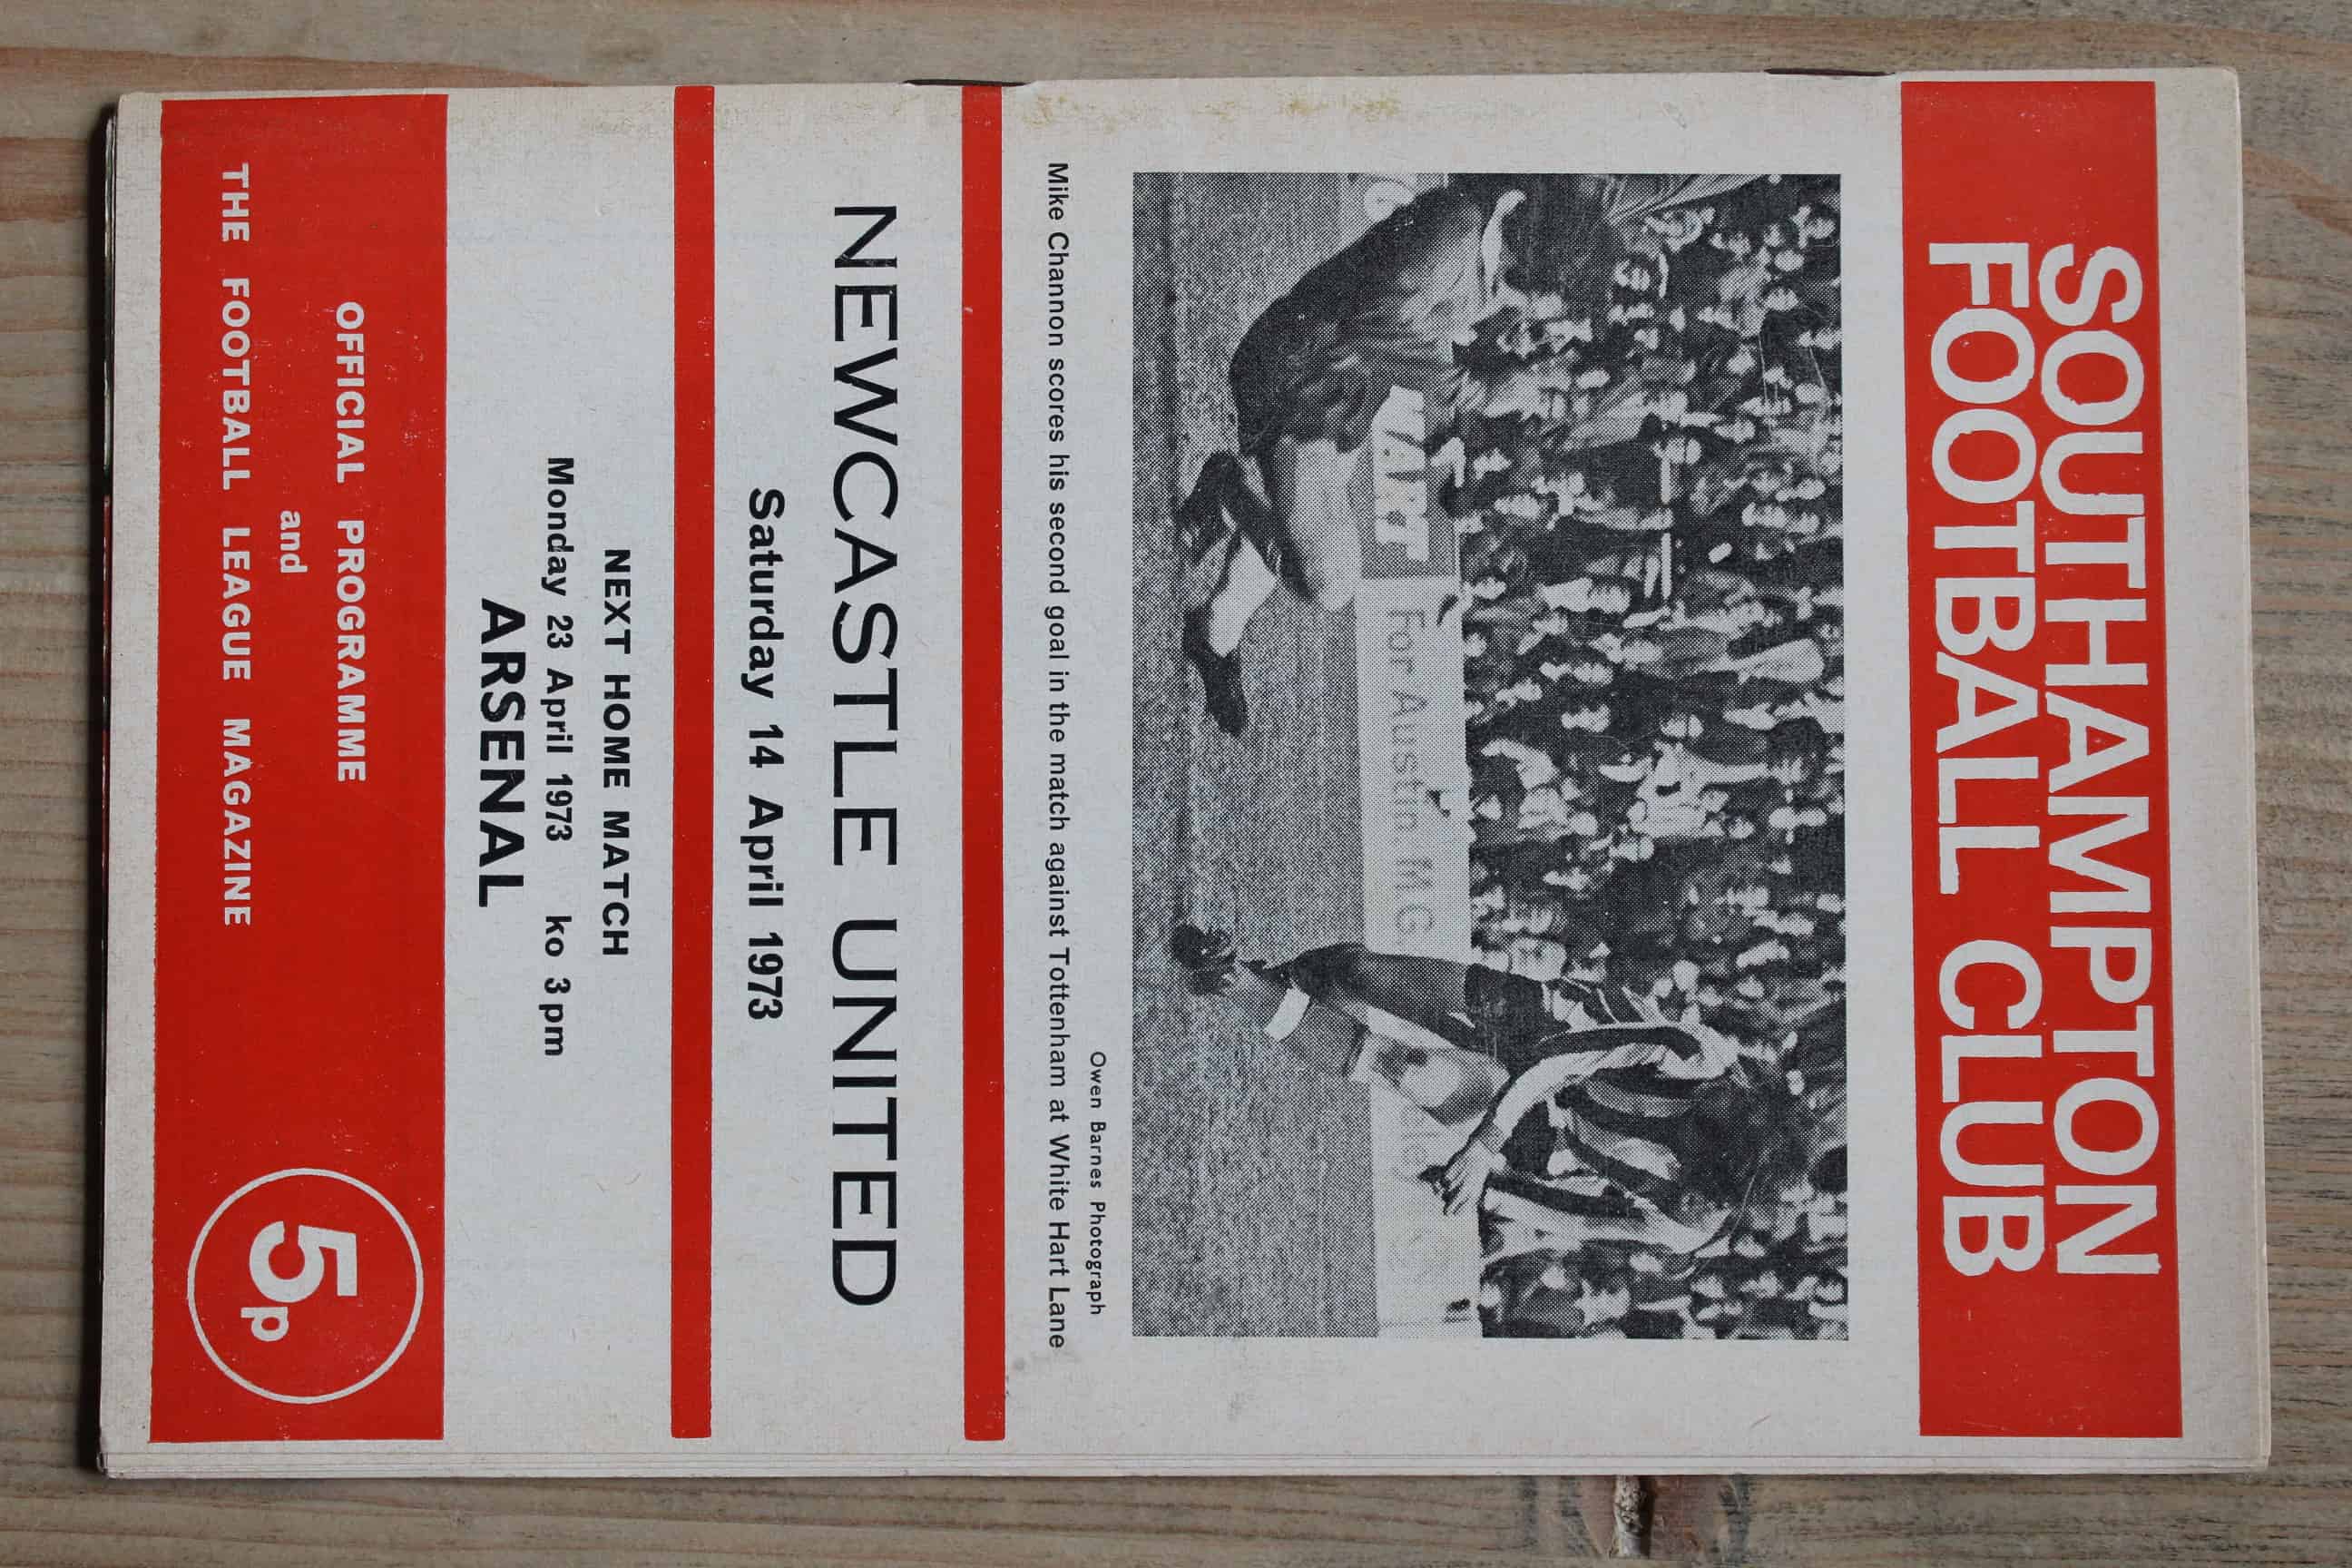 SOUTHAMPTON
FOOTBALL CLUB
For Austin MG
Owen Barnes Photograph
Mike Channon scores his second goal in the match against Tottenham at White Hart Lane
NEWCASTLE UNITED
Saturday 14 April 1973
NEXT HOME MATCH
Monday 23 April 1973 ko 3pm
ARSENAL
OFFICIAL PROGRAMME
and
THE FOOTBALL LEAGUE MAGAZINE
5p